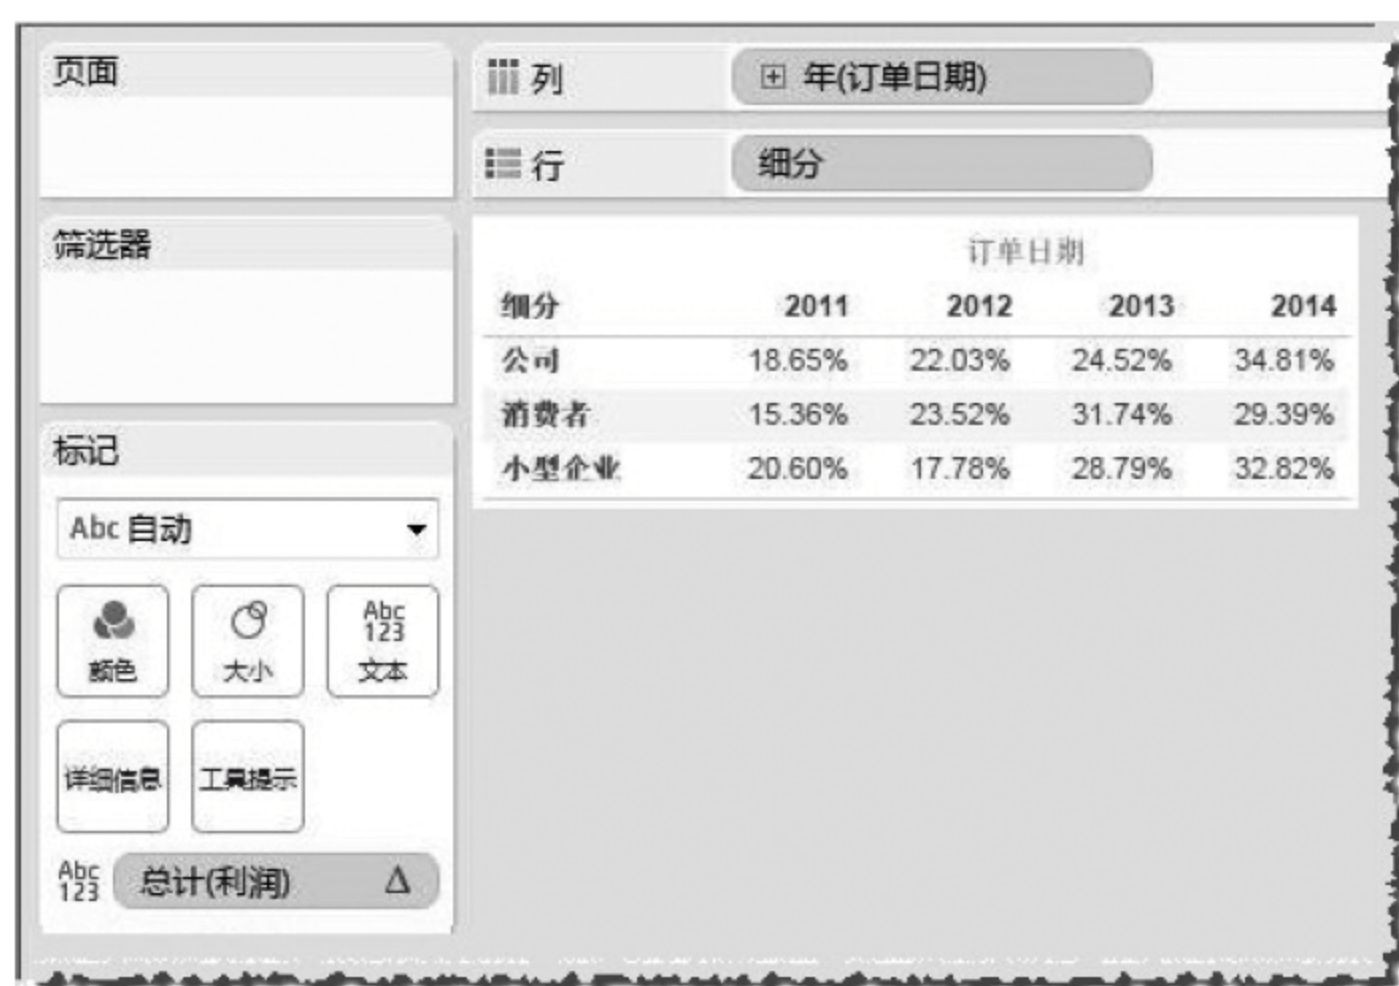 页面
列 年(订单日期)
行 细分
筛选器
订单日期
细分 2011 2012 2013 2014
公司 18.65% 22.03% 24.52% 34.81%
消费者 15.36% 23.52% 31.74% 29.39%
小型企业 20.60% 17.78% 28.79% 32.82%
标记
Abc 自动
颜色 大小 Abc 123 文本
详细信息 工具提示
Abc 123 总计(利润) Δ